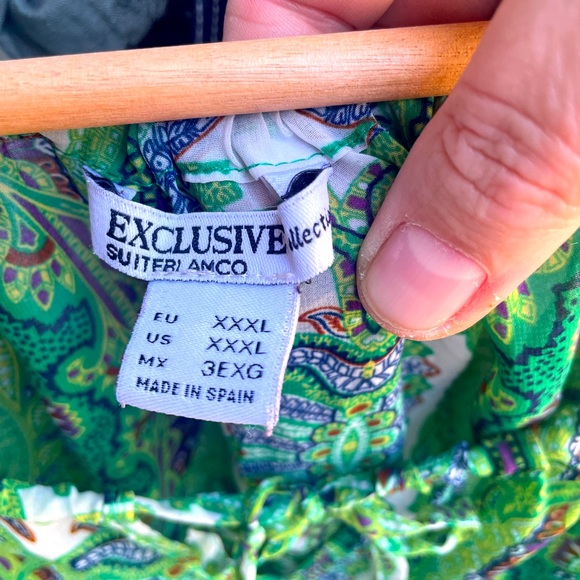 EXCLUSIVE
SUITEBLANCO
EU XXXL
US XXXL
MX 3EXG
MADE IN SPAIN